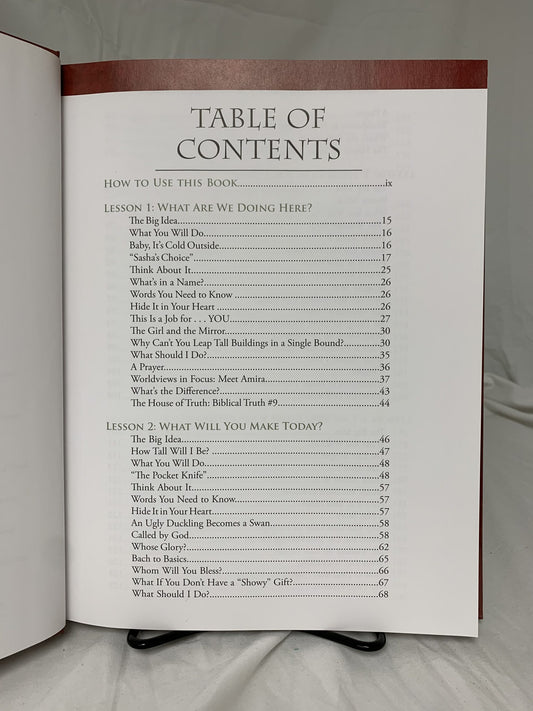 TABLE OF
CONTENTS
HOW TO USE THIS BOOK....................ix
LESSON 1: WHAT ARE WE DOING HERE?
The Big Idea....................15
What You Will Do....................16
Baby, It's Cold Outside....................16
"Sasha's Choice"....................17
Think About It....................25
What's in a Name?....................26
Words You Need to Know ....................26
Hide It in Your Heart ....................26
This Is a Job for . . . YOU....................27
The Girl and the Mirror....................30
Why Can't You Leap Tall Buildings in a Single Bound?............30
What Should I Do?....................35
A Prayer....................36
Worldviews in Focus: Meet Amira....................37
What's the Difference?....................43
The House of Truth: Biblical Truth #9....................44
LESSON 2: WHAT WILL YOU MAKE TODAY?
The Big Idea....................46
How Tall Will I Be? ....................47
What You Will Do....................48
"The Pocket Knife"....................48
Think About It....................57
Words You Need to Know....................57
Hide It in Your Heart....................57
An Ugly Duckling Becomes a Swan....................58
Called by God....................58
Whose Glory?....................62
Bach to Basics....................65
Whom Will You Bless?....................66
What If You Don't Have a "Showy" Gift?....................67
What Should I Do?....................68